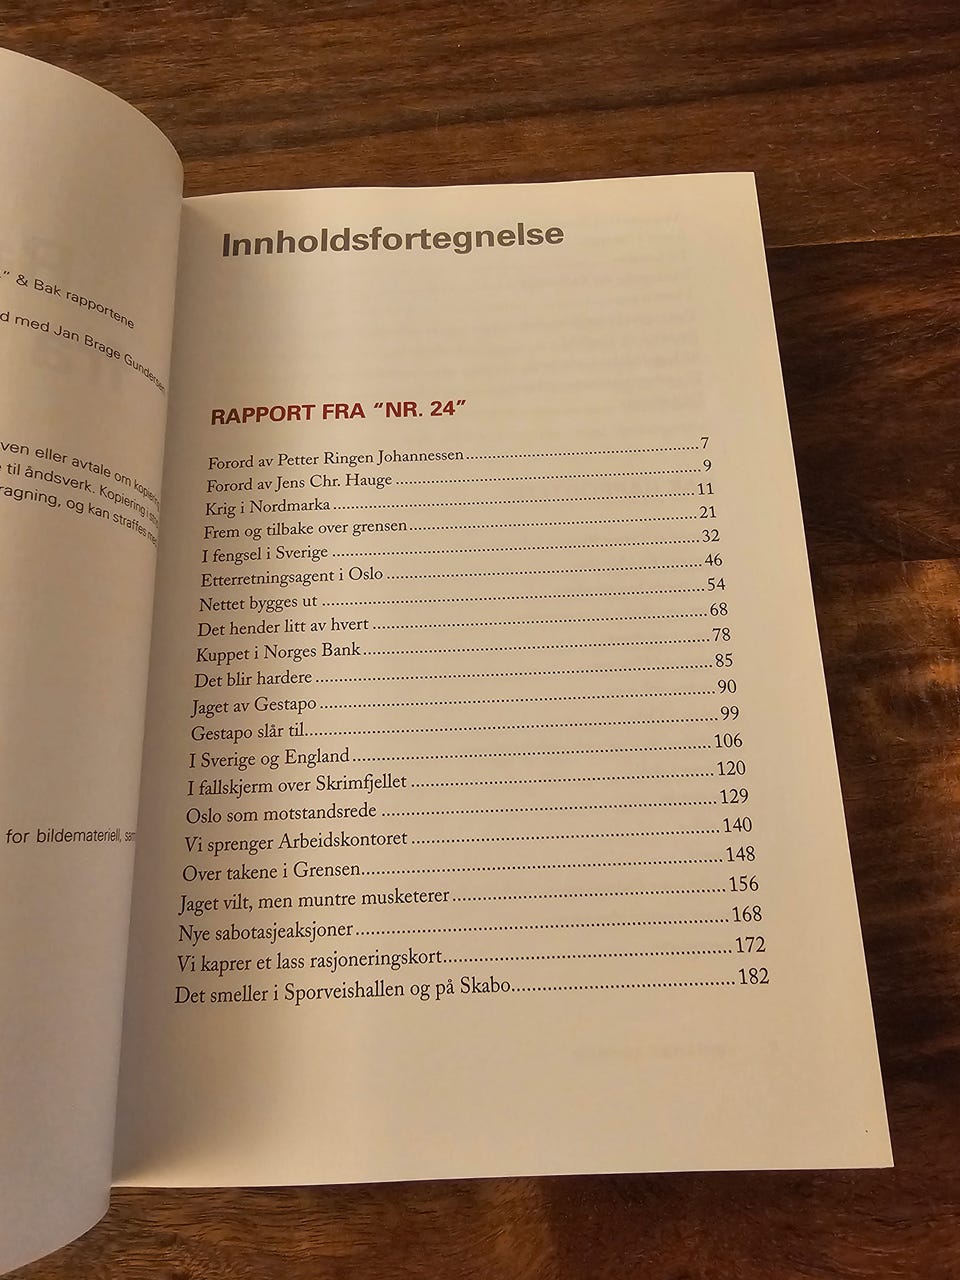 " & Bak rapportene
d med Jan Brage Gundersen
ven eller avtale om kopiering
til åndsverk. Kopiering i
ragning, og kan straffes med
for bildemateriell,
Innholdsfortegnelse
RAPPORT FRA "NR. 24"
Forord av Petter Ringen Johannessen 7
Forord av Jens Chr. Hauge 9
Krig i Nordmarka 11
Frem og tilbake over grensen 21
I fengsel i Sverige 32
Etterretningsagent i Oslo 46
Nettet bygges ut 54
Det hender litt av hvert 68
Kuppet i Norges Bank 78
Det blir hardere 85
Jaget av Gestapo 90
Gestapo slår til 99
I Sverige og England 106
I fallskjerm over Skrimfjellet 120
Oslo som motstandsrede 129
Vi sprenger Arbeidskontoret 140
Over takene i Grensen 148
Jaget vilt, men muntre musketerer 156
Nye sabotasjeaksjoner 168
Vi kaprer et lass rasjoneringskort 172
Det smeller i Sporveishallen og på Skabo 182